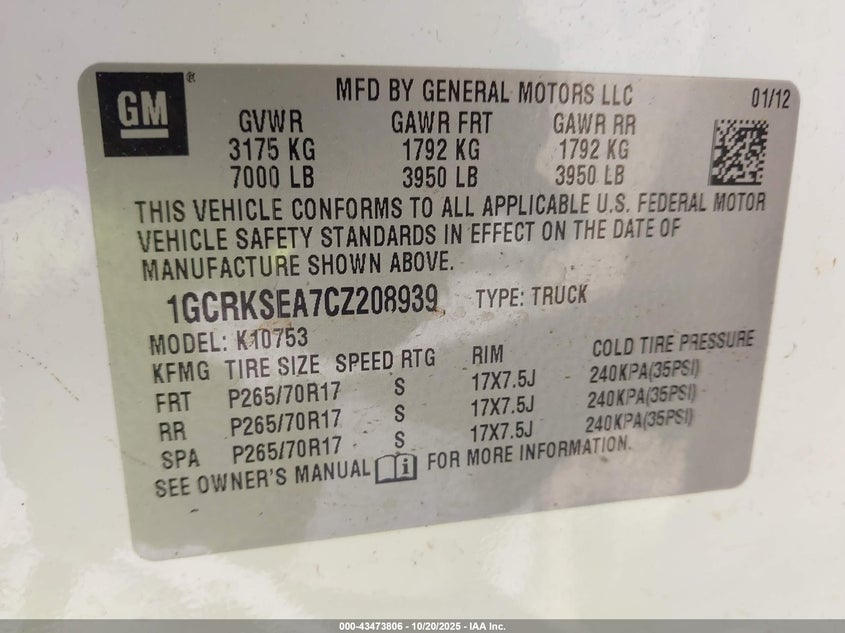 GM®
MFD BY GENERAL MOTORS LLC 01/12
GVWR GAWR FRT GAWR RR
3175 KG 1792 KG 1792 KG
7000 LB 3950 LB 3950 LB
THIS VEHICLE CONFORMS TO ALL APPLICABLE U.S. FEDERAL MOTOR
VEHICLE SAFETY STANDARDS IN EFFECT ON THE DATE OF
MANUFACTURE SHOWN ABOVE.
1GCRKSEA7CZ208939 TYPE: TRUCK
MODEL: K10753
KFMG TIRE SIZE SPEED RTG RIM COLD TIRE PRESSURE
FRT P265/70R17 S 17X7.5J 240KPA(35PSI)
RR P265/70R17 S 17X7.5J 240KPA(35PSI)
SPA P265/70R17 S 17X7.5J 240KPA(35PSI)
SEE OWNER'S MANUAL FOR MORE INFORMATION.
000-43473806 - 10/20/2025 - IAA Inc.